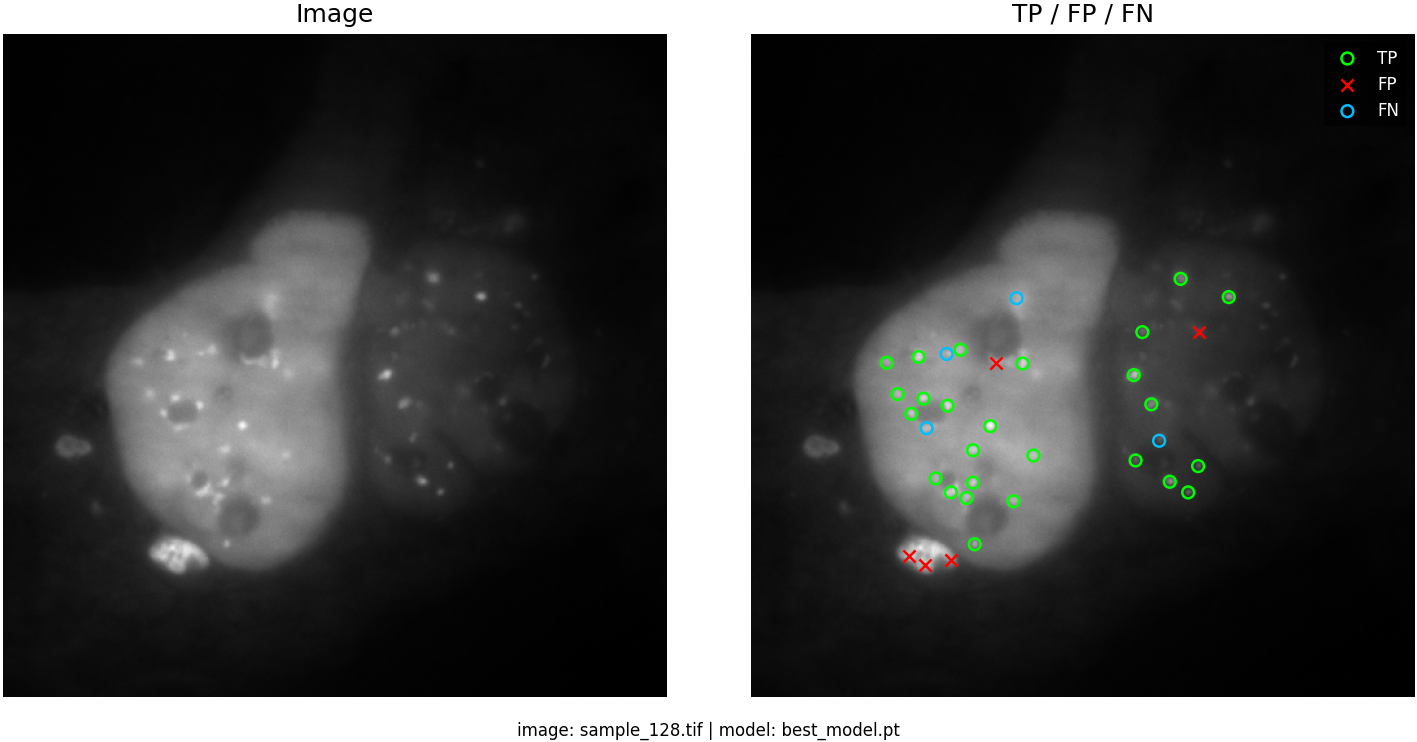 Image
TP / FP / FN
TP
FP
FN
image: sample_128.tif | model: best_model.pt